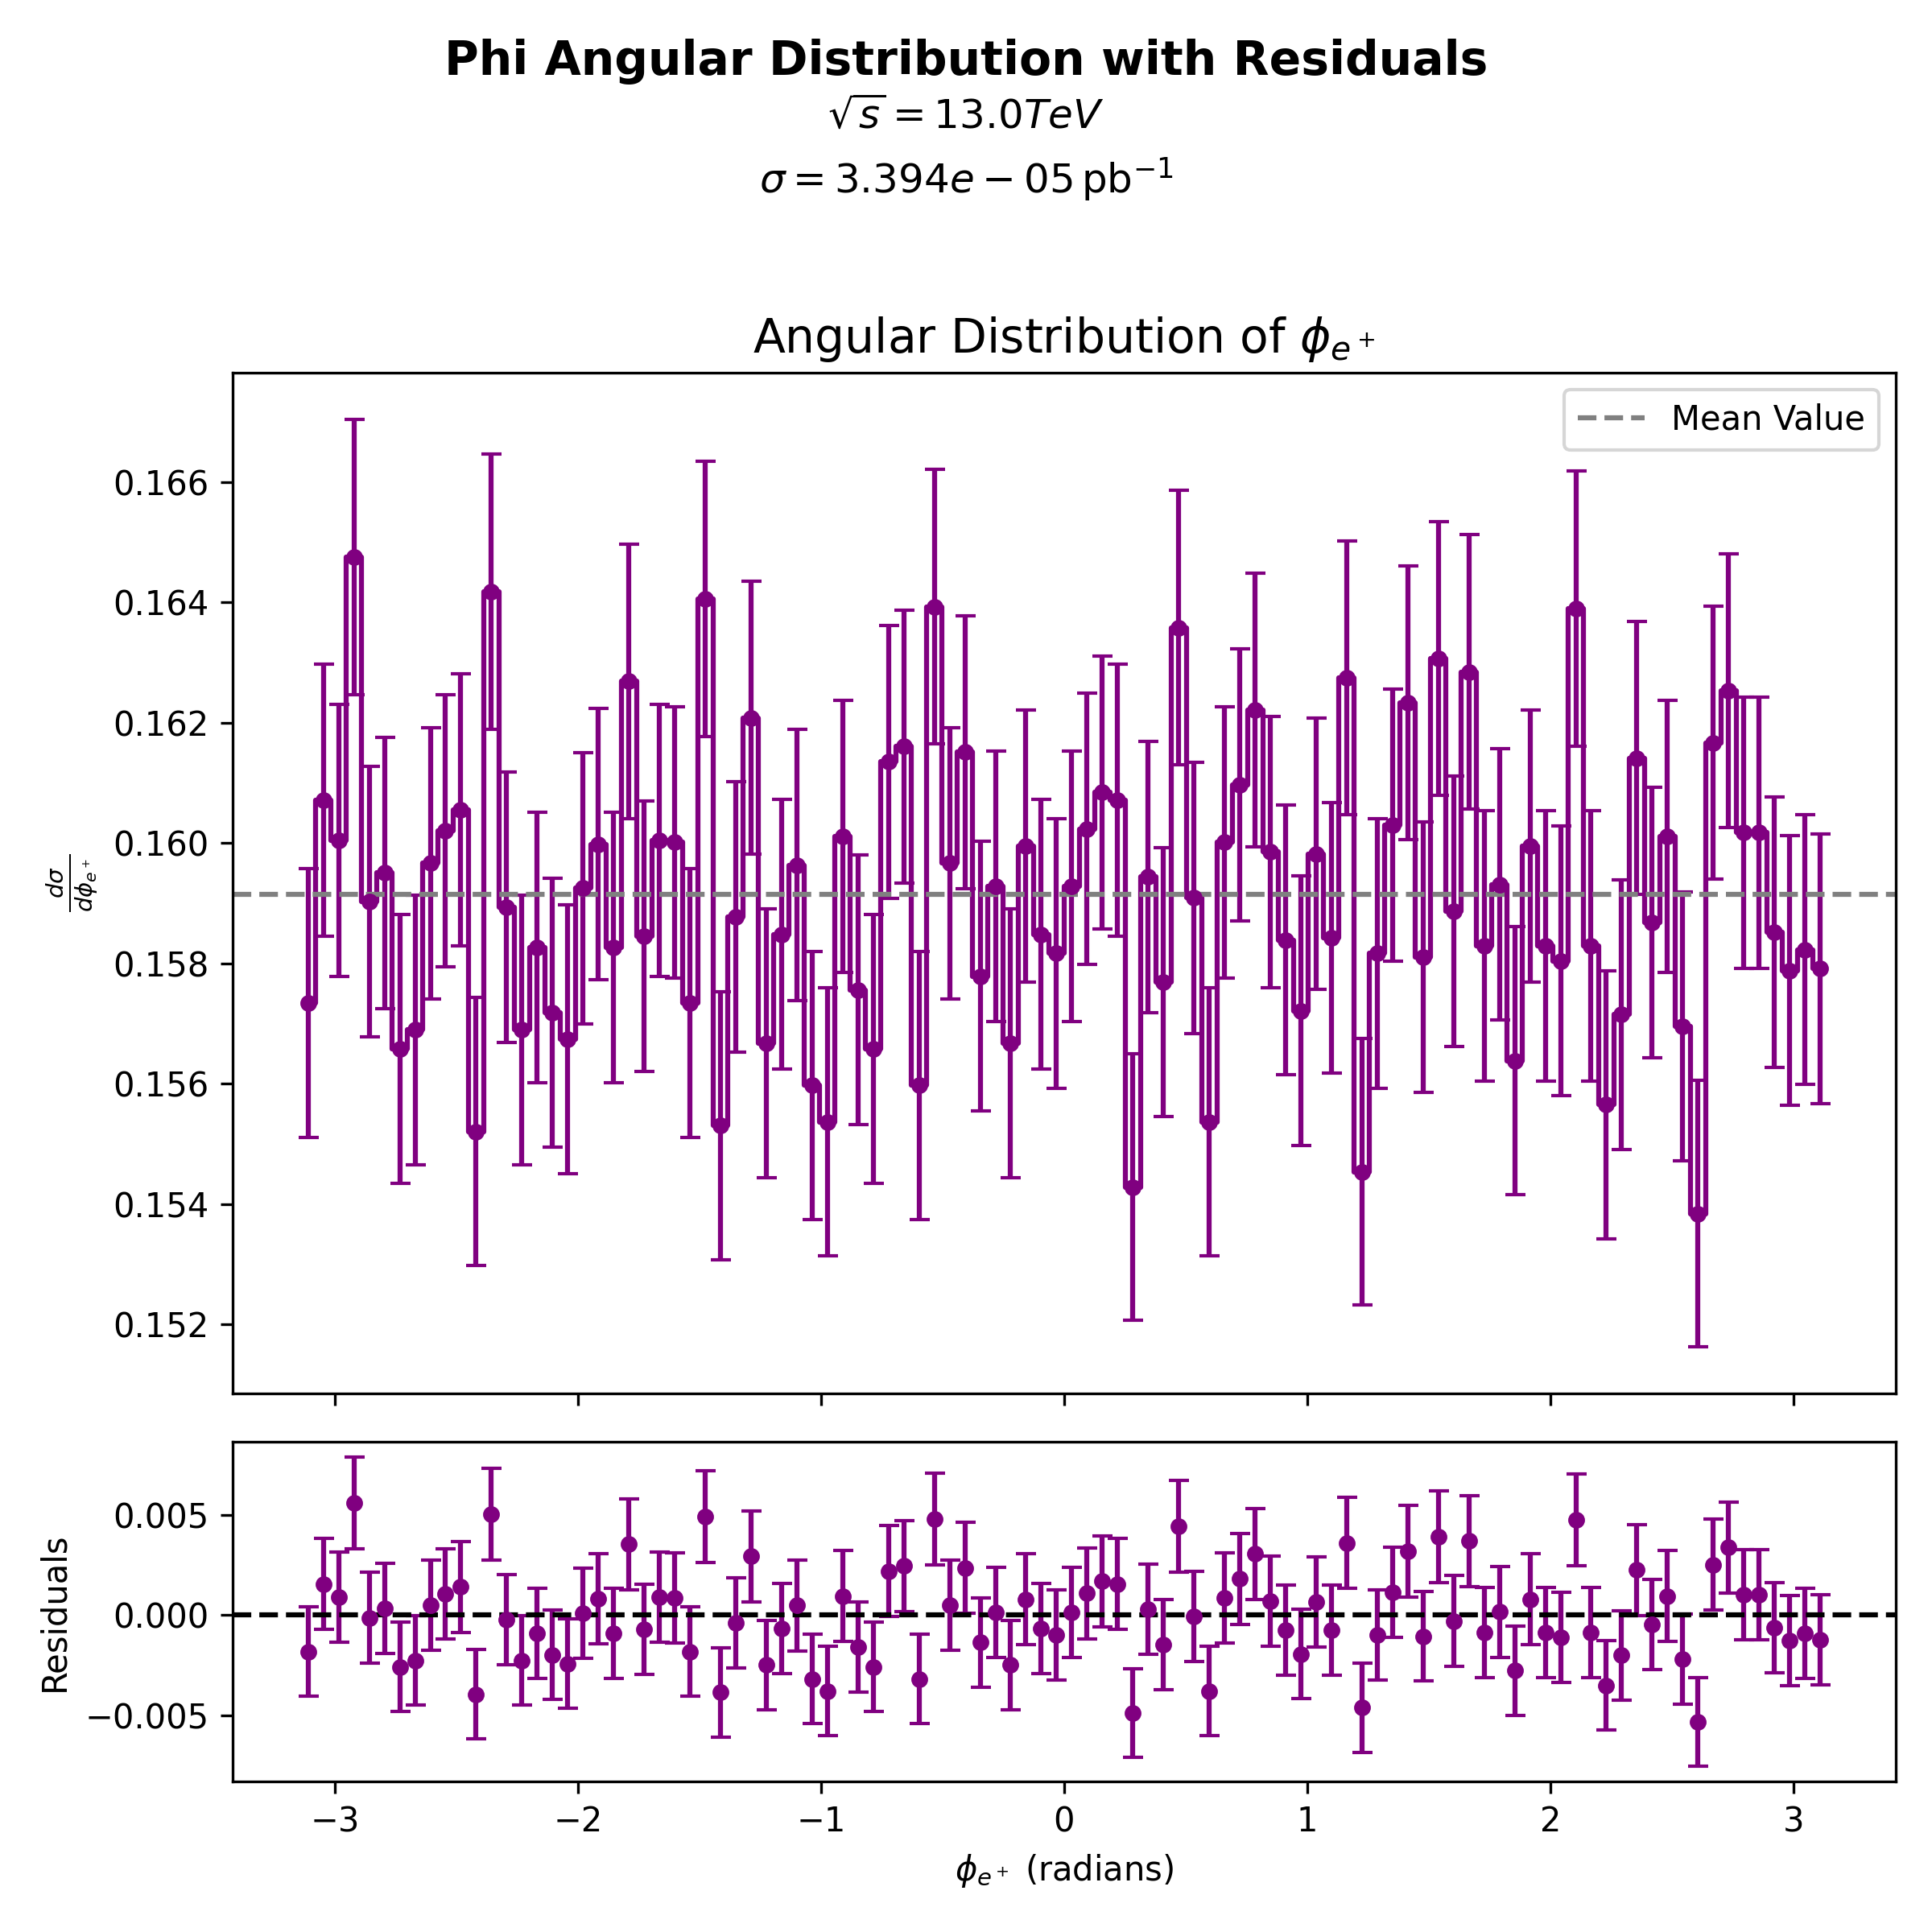 Phi Angular Distribution with Residuals
√s = 13.0TeV
σ = 3.394e − 05 pb⁻¹
Angular Distribution of ϕₑ⁺
Mean Value
0.166
0.164
0.162
0.160
0.158
0.156
0.154
0.152
dσ/dϕₑ⁺
0.005
0.000
−0.005
Residuals
−3 −2 −1 0 1 2 3
ϕₑ⁺ (radians)